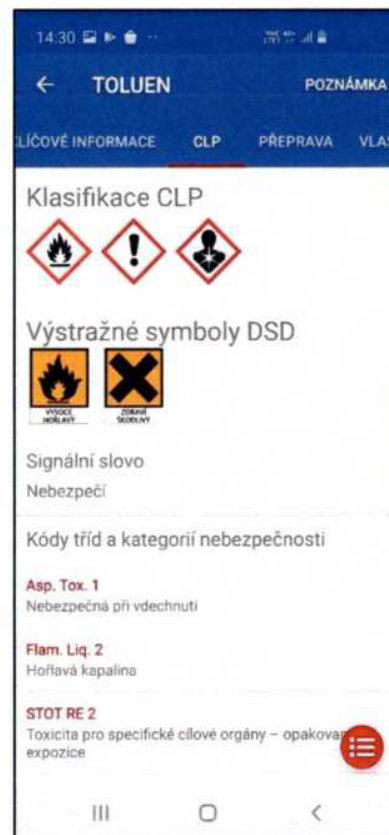 14:30
TOLUEN POZNÁMKA
LÍČOVÉ INFORMACE CLP PŘEPRAVA VLAS
Klasifikace CLP
Výstražné symboly DSD
VYSOCE HOŘLAVÝ
ZDRAVÍ ŠKODLIVÝ
Signální slovo
Nebezpečí
Kódy tříd a kategorií nebezpečnosti
Asp. Tox. 1
Nebezpečná při vdechnutí
Flam. Liq. 2
Hořlavá kapalina
STOT RE 2
Toxicita pro specifické cílové orgány – opakovan
expozice